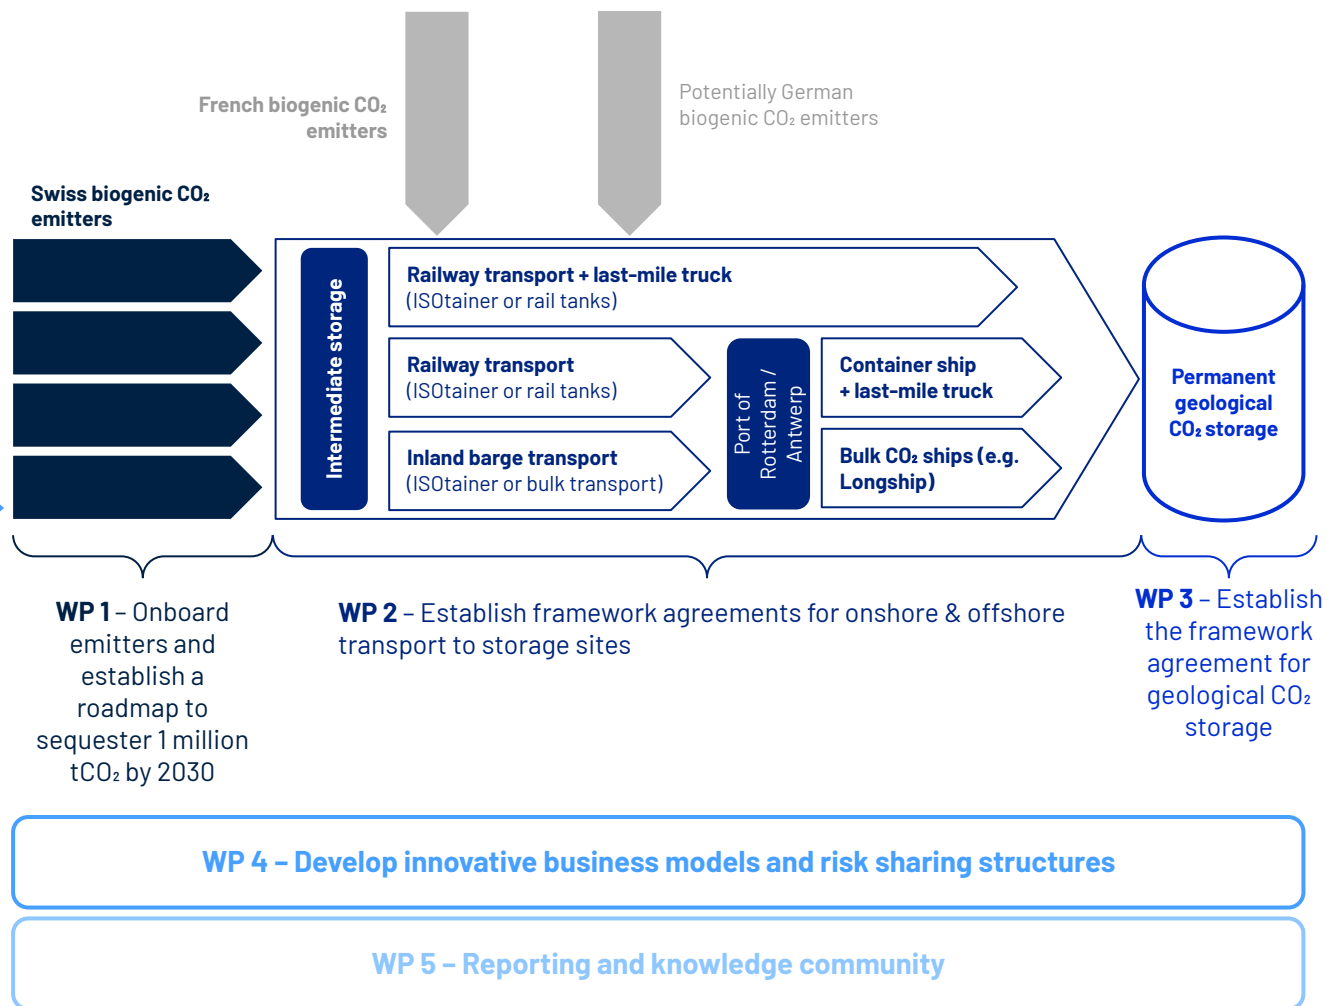 French biogenic CO₂
emitters
Potentially German
biogenic CO₂ emitters
Swiss biogenic CO₂
emitters
Intermediate storage
Railway transport + last-mile truck
(ISOtainer or rail tanks)
Railway transport
(ISOtainer or rail tanks)
Inland barge transport
(ISOtainer or bulk transport)
Port of
Rotterdam /
Antwerp
Container ship
+ last-mile truck
Bulk CO₂ ships (e.g.
Longship)
Permanent
geological
CO₂ storage
WP 1 – Onboard
emitters and
establish a
roadmap to
sequester 1 million
tCO₂ by 2030
WP 2 – Establish framework agreements for onshore & offshore
transport to storage sites
WP 3 – Establish
the framework
agreement for
geological CO₂
storage
WP 4 – Develop innovative business models and risk sharing structures
WP 5 – Reporting and knowledge community